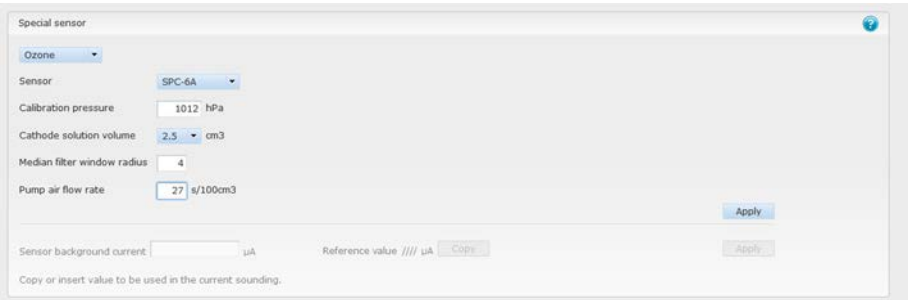 Special sensor
Ozone
Sensor SPC-6A
Calibration pressure 1012 hPa
Cathode solution volume 2.5 cm3
Median filter window radius 4
Pump air flow rate 27 s/100cm3
Apply
Sensor background current µA Reference value //// µA Copy Apply
Copy or insert value to be used in the current sounding.